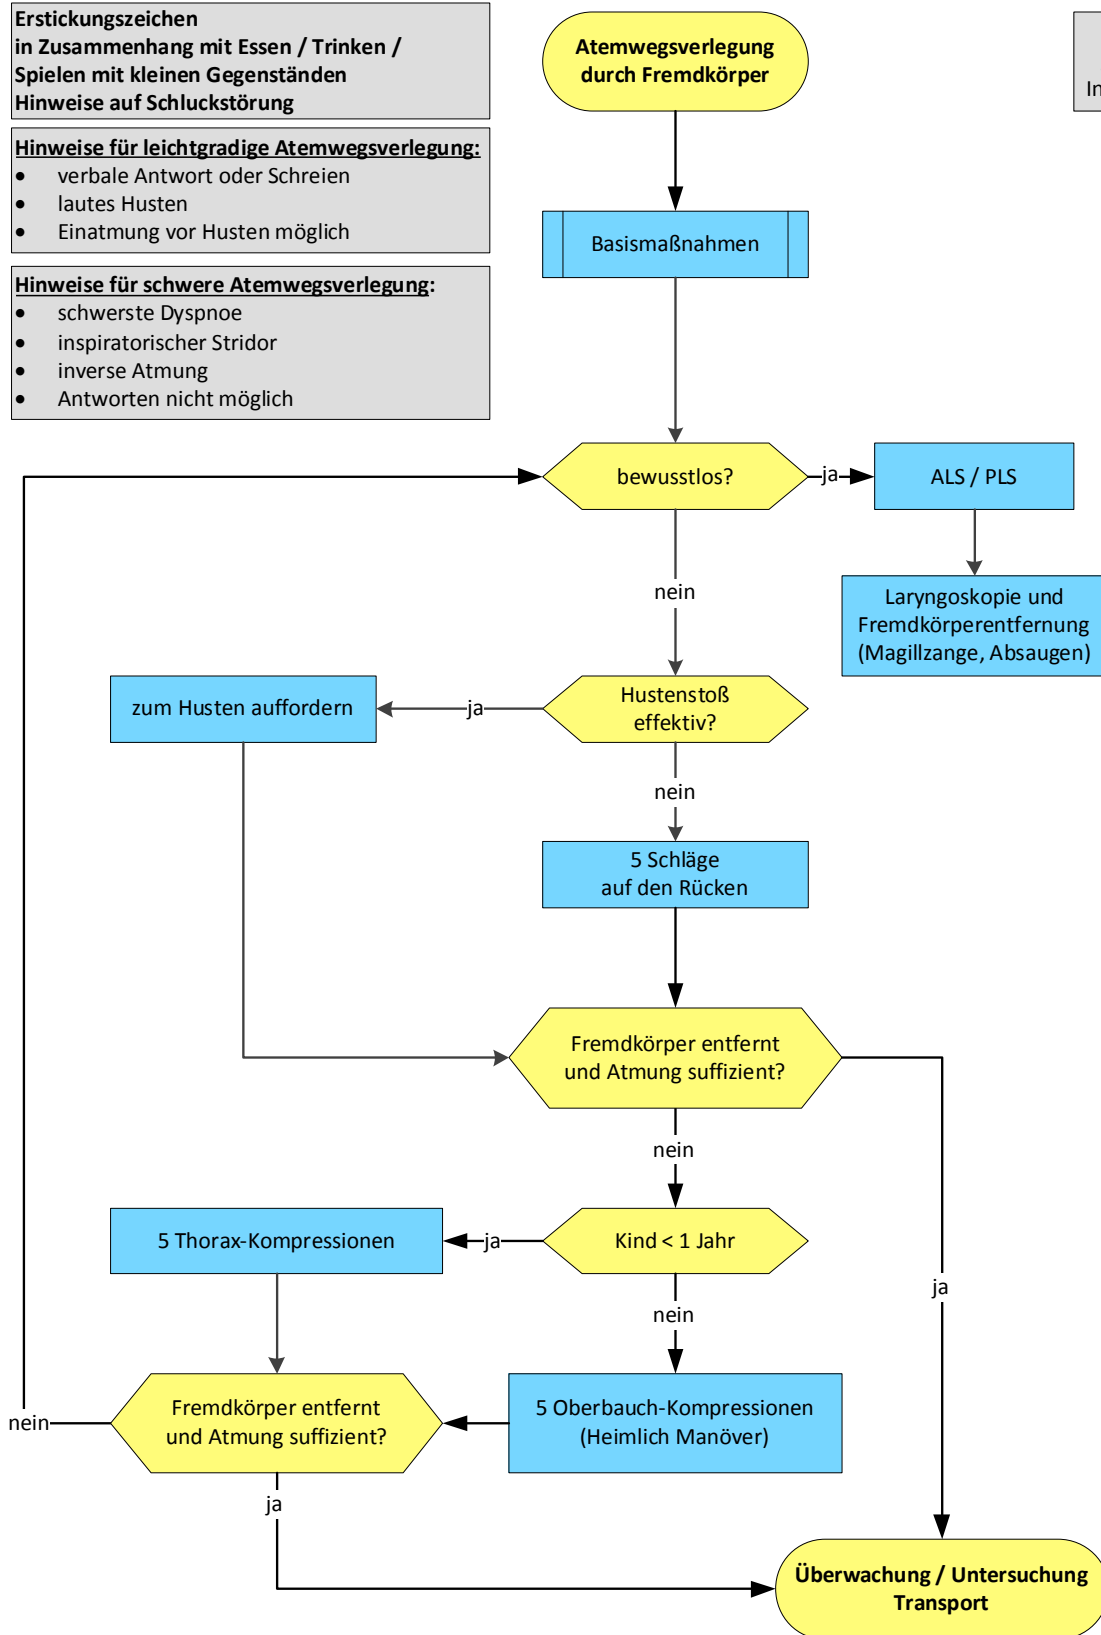 Erstickungszeichen
in Zusammenhang mit Essen / Trinken /
Spielen mit kleinen Gegenständen
Hinweise auf Schluckstörung
Hinweise für leichtgradige Atemwegsverlegung:
• verbale Antwort oder Schreien
• lautes Husten
• Einatmung vor Husten möglich
Hinweise für schwere Atemwegsverlegung:
• schwerste Dyspnoe
• inspiratorischer Stridor
• inverse Atmung
• Antworten nicht möglich
Atemwegsverlegung
durch Fremdkörper
In
Basismaßnahmen
bewusstlos?
ja
ALS / PLS
nein
Laryngoskopie und
Fremdkörperentfernung
(Magillzange, Absaugen)
zum Husten auffordern
ja
Hustenstoß
effektiv?
nein
5 Schläge
auf den Rücken
Fremdkörper entfernt
und Atmung suffizient?
nein
ja
5 Thorax-Kompressionen
ja
Kind < 1 Jahr
nein
nein
Fremdkörper entfernt
und Atmung suffizient?
5 Oberbauch-Kompressionen
(Heimlich Manöver)
ja
Überwachung / Untersuchung
Transport